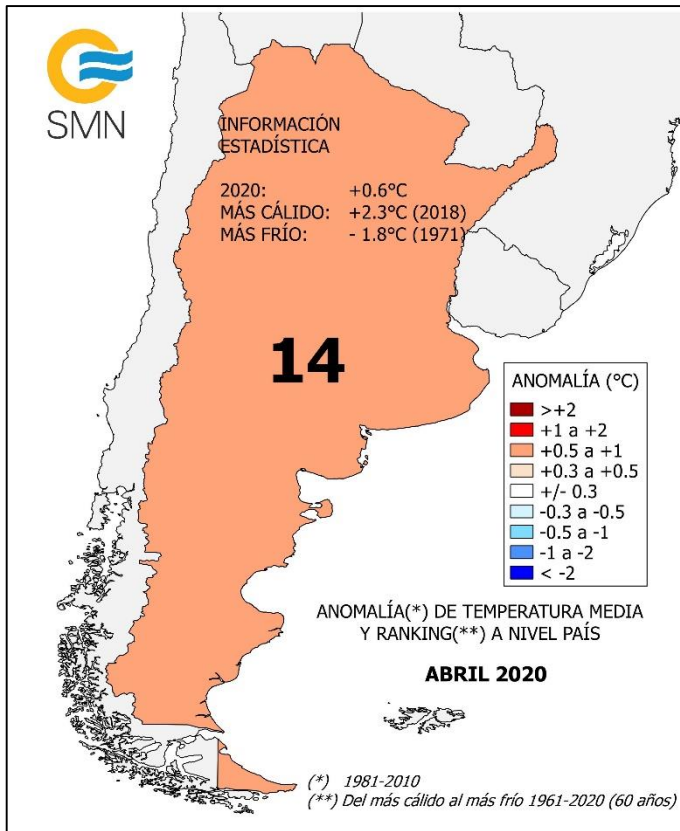 SMN
INFORMACIÓN
ESTADÍSTICA
2020: +0.6°C
MÁS CÁLIDO: +2.3°C (2018)
MÁS FRÍO: - 1.8°C (1971)
14
ANOMALÍA (°C)
>+2
+1 a +2
+0.5 a +1
+0.3 a +0.5
+/- 0.3
-0.3 a -0.5
-0.5 a -1
-1 a -2
< -2
ANOMALÍA(*) DE TEMPERATURA MEDIA
Y RANKING(**) A NIVEL PAÍS
ABRIL 2020
(*) 1981-2010
(**) Del más cálido al más frío 1961-2020 (60 años)